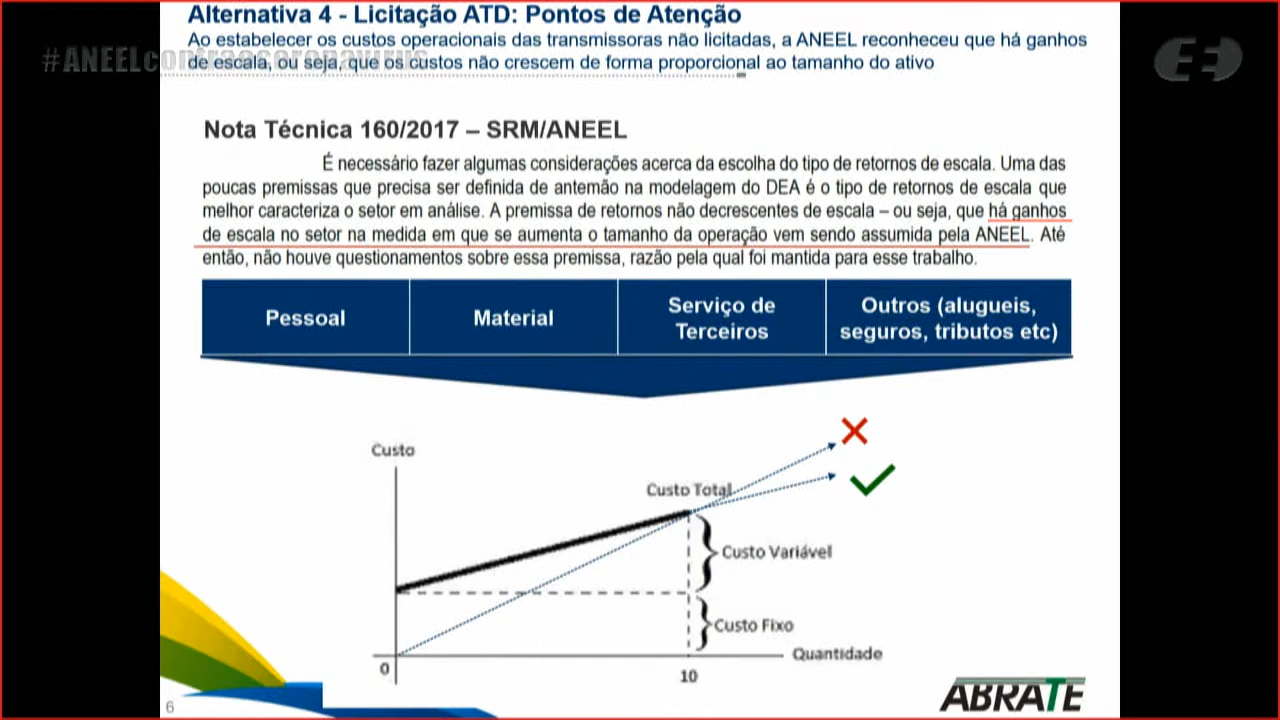 Alternativa 4 - Licitação ATD: Pontos de Atenção
Ao estabelecer os custos operacionais das transmissoras não licitadas, a ANEEL reconheceu que há ganhos
#ANEELcontraocoronavirus
de escala, ou seja, que os custos não crescem de forma proporcional ao tamanho do ativo
Nota Técnica 160/2017 – SRM/ANEEL
É necessário fazer algumas considerações acerca da escolha do tipo de retornos de escala. Uma das
poucas premissas que precisa ser definida de antemão na modelagem do DEA é o tipo de retornos de escala que
melhor caracteriza o setor em análise. A premissa de retornos não decrescentes de escala – ou seja, que há ganhos
de escala no setor na medida em que se aumenta o tamanho da operação vem sendo assumida pela ANEEL. Até
então, não houve questionamentos sobre essa premissa, razão pela qual foi mantida para esse trabalho.
Pessoal
Material
Serviço de
Terceiros
Outros (alugueis,
seguros, tributos etc)
Custo
Custo Total
Custo Variável
Custo Fixo
Quantidade
0
10
6
ABRATE